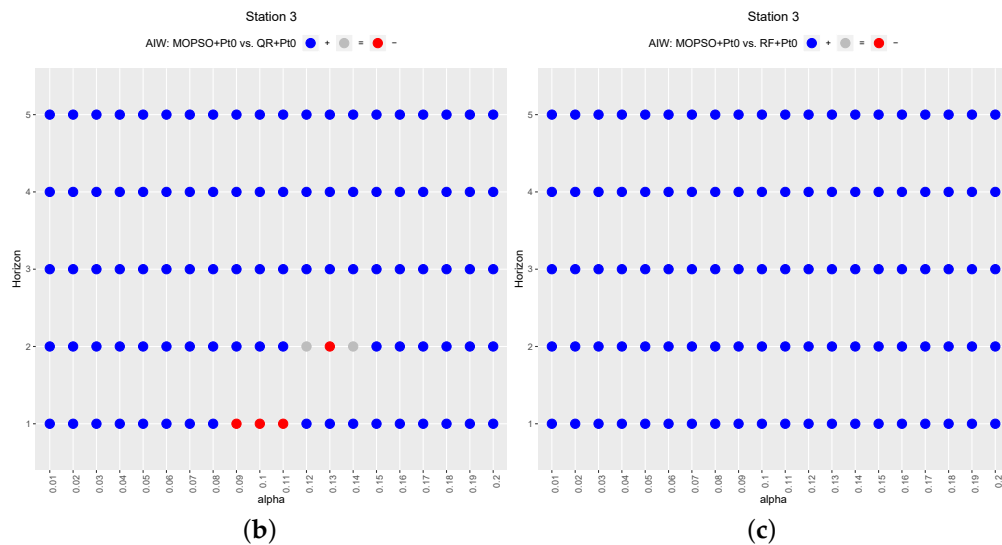 Station 3
AIW: MOPSO+Pt0 vs. QR+Pt0 + = −
Horizon
5
4
3
2
1
0.01 0.02 0.03 0.04 0.05 0.06 0.07 0.08 0.09 0.1 0.11 0.12 0.13 0.14 0.15 0.16 0.17 0.18 0.19 0.2
alpha
(b)
Station 3
AIW: MOPSO+Pt0 vs. RF+Pt0 + = −
Horizon
5
4
3
2
1
0.01 0.02 0.03 0.04 0.05 0.06 0.07 0.08 0.09 0.1 0.11 0.12 0.13 0.14 0.15 0.16 0.17 0.18 0.19 0.2
alpha
(c)